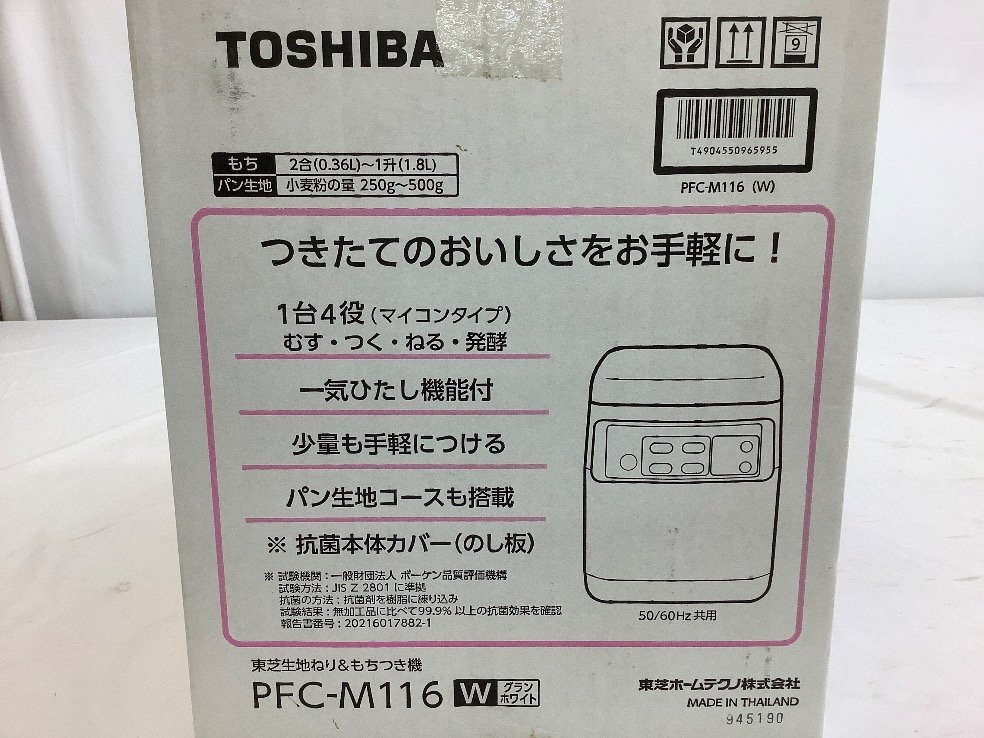 TOSHIBA
9
T4904550965955
PFC-M116 (W)
もち 2合(0.36L)～1升(1.8L)
パン生地 小麦粉の量 250g～500g
つきたてのおいしさをお手軽に！
1台4役(マイコンタイプ)
むす・つく・ねる・発酵
一気ひたし機能付
少量も手軽につける
パン生地コースも搭載
※ 抗菌本体カバー(のし板)
※ 試験機関：一般財団法人 ボーケン品質評価機構
試験方法：JIS Z 2801 に準拠
抗菌の方法：抗菌剤を樹脂に練り込み
試験結果：無加工品に比べて99.9% 以上の抗菌効果を確認
報告書番号：20216017882-1
50/60Hz共用
東芝生地ねり&もちつき機
PFC-M116 W グランホワイト
東芝ホームテクノ株式会社
MADE IN THAILAND
945190